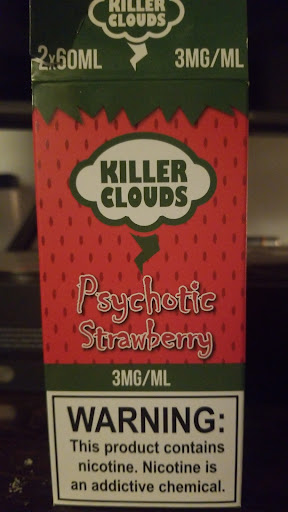 KILLER
CLOUDS
2x60ML
3MG/ML
KILLER
CLOUDS
Psychotic
Strawberry
3MG/ML
WARNING:
This product contains
nicotine. Nicotine is
an addictive chemical.